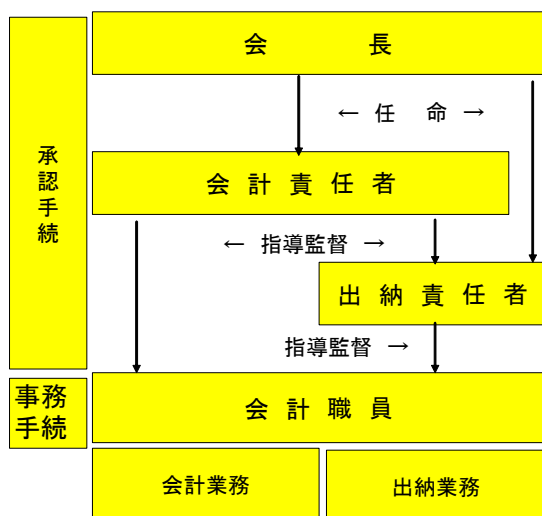 会 長
← 任 命 →
承認手続
会 計 責 任 者
← 指導監督 →
出 納 責 任 者
指導監督 →
事務
手続
会 計 職 員
会計業務
出納業務